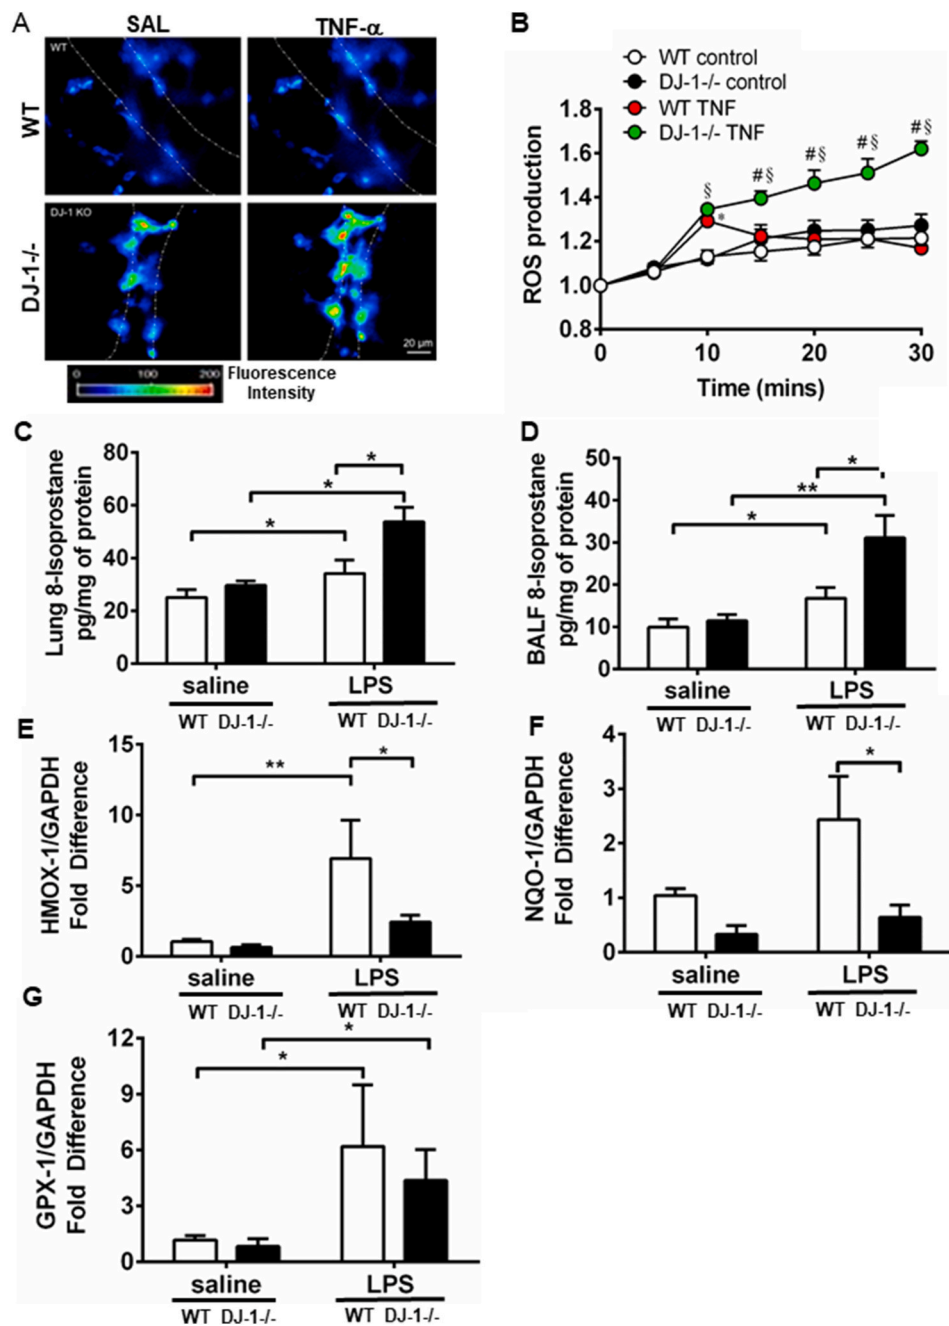 A
SAL
TNF-α
WT
WT
DJ-1 KO
DJ-1-/-
20 µm
0 100 200
Fluorescence
Intensity
B
WT control
DJ-1-/- control
WT TNF
DJ-1-/- TNF
ROS production
1.8
1.6
1.4
1.2
1.0
0.8
§ #§ #§ #§ #§
*
0 10 20 30
Time (mins)
C
Lung 8-Isoprostane
pg/mg of protein
80
60
40
20
0
*
*
*
saline LPS
WT DJ-1-/- WT DJ-1-/-
D
BALF 8-Isoprostane
pg/mg of protein
50
40
30
20
10
0
*
**
*
saline LPS
WT DJ-1-/- WT DJ-1-/-
E
HMOX-1/GAPDH
Fold Difference
15
10
5
0
**
*
saline LPS
WT DJ-1-/- WT DJ-1-/-
F
NQO-1/GAPDH
Fold Difference
4
3
2
1
0
*
saline LPS
WT DJ-1-/- WT DJ-1-/-
G
GPX-1/GAPDH
Fold Difference
12
9
6
3
0
*
*
saline LPS
WT DJ-1-/- WT DJ-1-/-